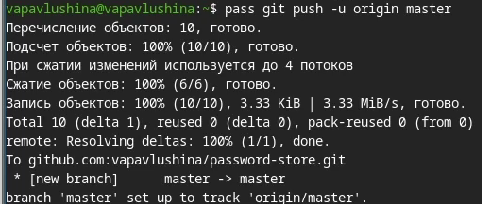 vapavlushina@vapavlushina:~$ pass git push -u origin master
Перечисление объектов: 10, готово.
Подсчет объектов: 100% (10/10), готово.
При сжатии изменений используется до 4 потоков
Сжатие объектов: 100% (6/6), готово.
Запись объектов: 100% (10/10), 3.33 KiB | 3.33 MiB/s, готово.
Total 10 (delta 1), reused 0 (delta 0), pack-reused 0 (from 0)
remote: Resolving deltas: 100% (1/1), done.
To github.com:vapavlushina/password-store.git
 * [new branch]      master -> master
branch 'master' set up to track 'origin/master'.